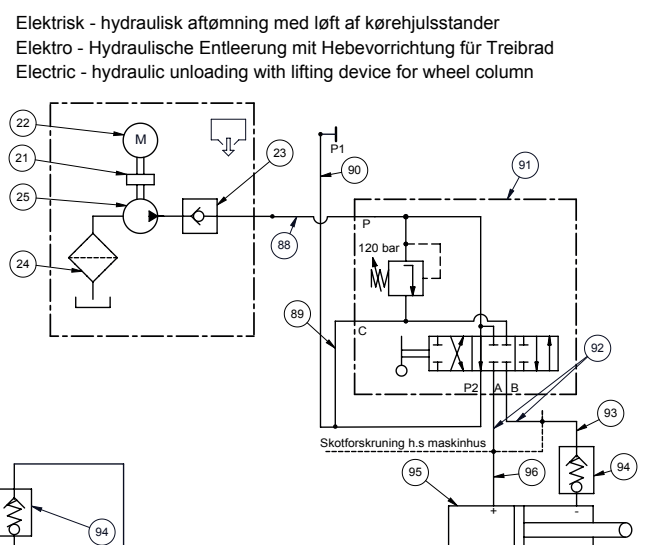 Elektrisk - hydraulisk aftømning med løft af kørehjulsstander
Elektro - Hydraulische Entleerung mit Hebevorrichtung für Treibrad
Electric - hydraulic unloading with lifting device for wheel column
22
M
21
25
24
23
P1
90
91
88
P
120 bar
89
C
92
P2 A B
93
Skotforskruning h.s maskinhus
95
96
94
+ -
94